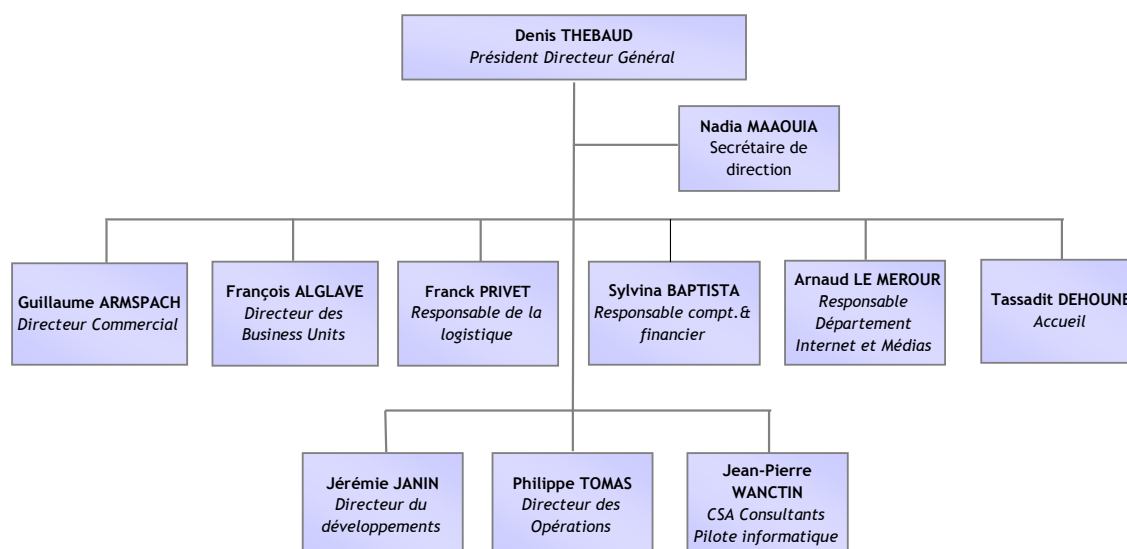 Denis THEBAUD
Président Directeur Général
Nadia MAAOUIA
Secrétaire de
direction
Guillaume ARMSPACH
Directeur Commercial
François ALGLAVE
Directeur des
Business Units
Franck PRIVET
Responsable de la
logistique
Sylvina BAPTISTA
Responsable compt.&
financier
Arnaud LE MEROUR
Responsable
Département
Internet et Médias
Tassadit DEHOUNE
Accueil
Jérémie JANIN
Directeur du
développements
Philippe TOMAS
Directeur des
Opérations
Jean-Pierre
WANCTIN
CSA Consultants
Pilote informatique